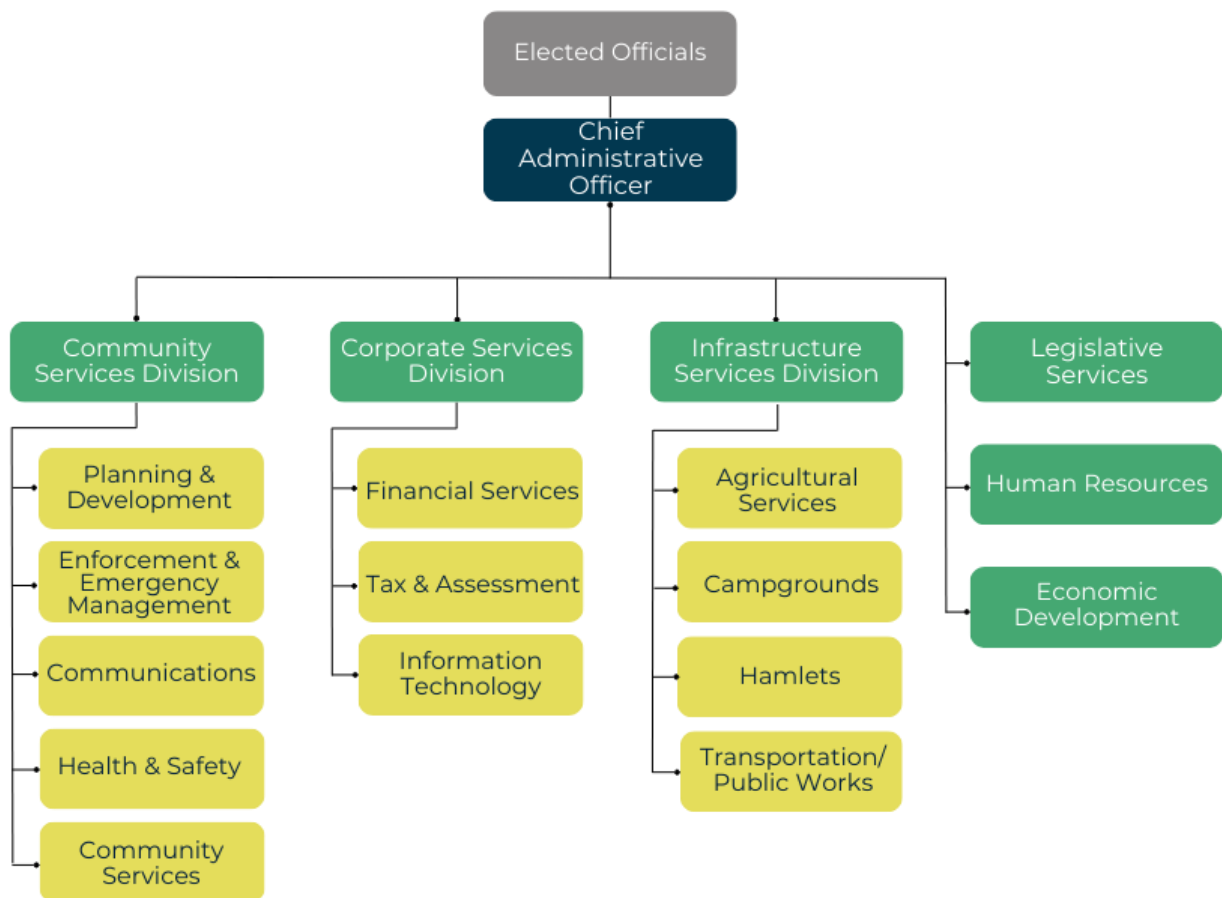 Elected Officials
Chief
Administrative
Officer
Community
Services Division
Corporate Services
Division
Infrastructure
Services Division
Legislative
Services
Planning &
Development
Financial Services
Agricultural
Services
Human Resources
Enforcement &
Emergency
Management
Tax & Assessment
Campgrounds
Economic
Development
Communications
Information
Technology
Hamlets
Health & Safety
Transportation/
Public Works
Community
Services